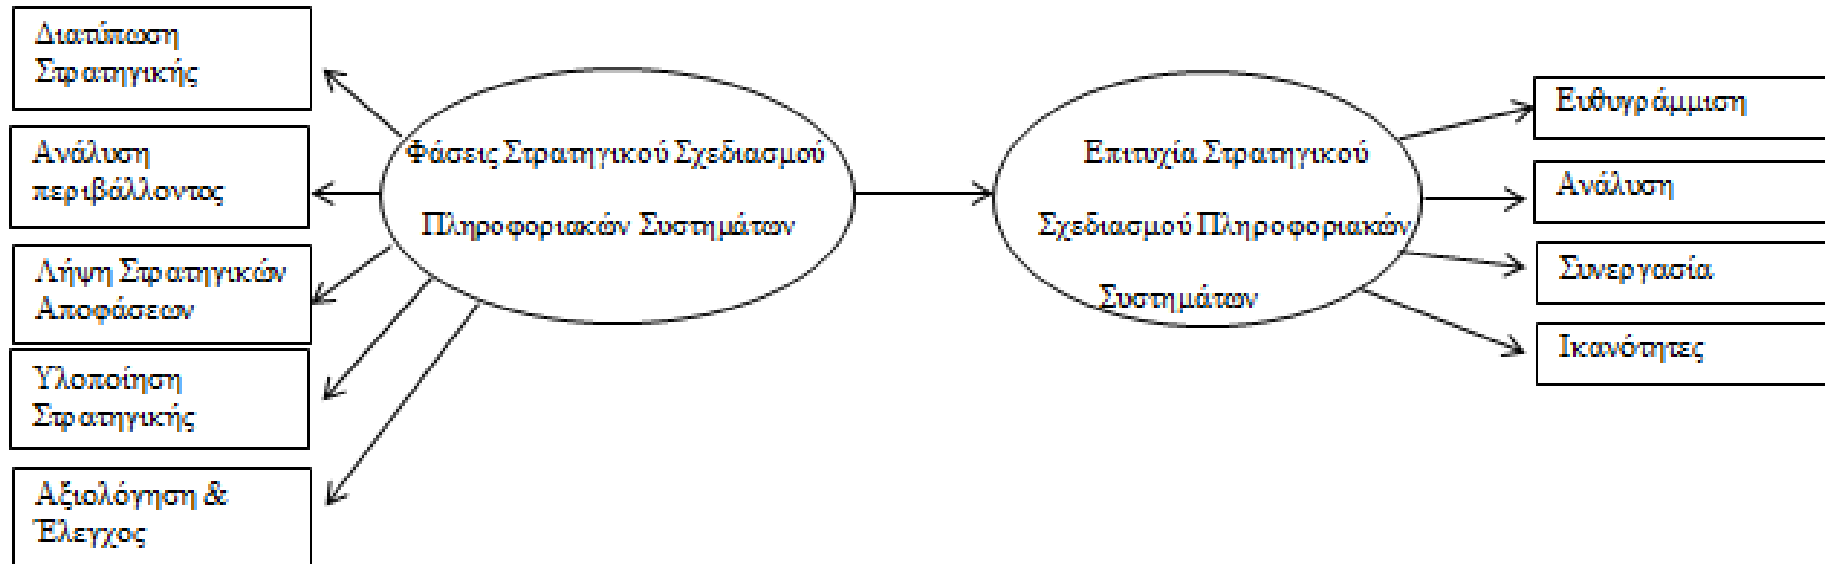 Διατύπωση
Στρατηγικής
Ανάλυση
περιβάλλοντος
Λήψη Στρατηγικών
Αποφάσεων
Υλοποίηση
Στρατηγικής
Αξιολόγηση &
Έλεγχος
Φάσεις Στρατηγικού Σχεδιασμού
Πληροφοριακών Συστημάτων
Επιτυχία Στρατηγικού
Σχεδιασμού Πληροφοριακών
Συστημάτων
Ευθυγράμμιση
Ανάλυση
Συνεργασία
Ικανότητες